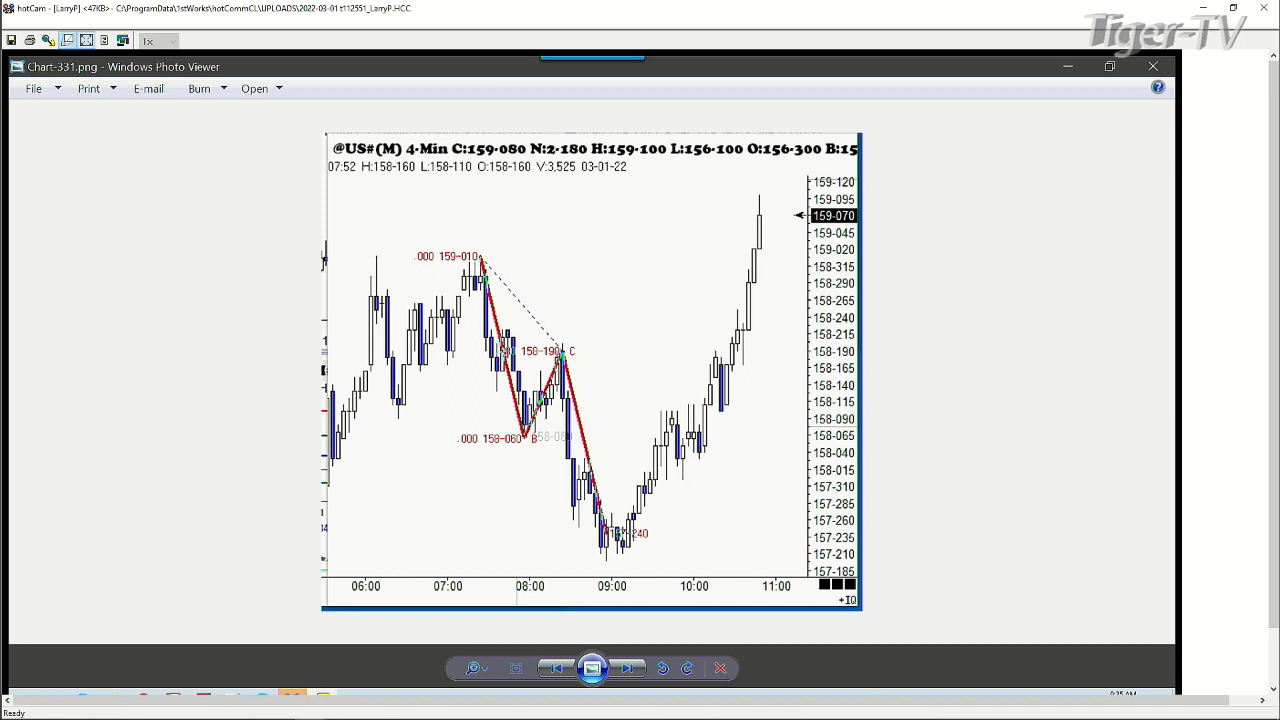 hotCam - [LarryP] <47KB> C:\ProgramData\1stWorks\hotCommCL\UPLOADS\2022-03-01 t112551_LarryP.HCC
Tiger-TV
1x
Chart-331.png - Windows Photo Viewer
File Print E-mail Burn Open
@US#(M) 4-Min C:159-080 N:2-180 H:159-100 L:156-100 O:156-300 B:15
07:52 H:158-160 L:158-110 O:158-160 V:3,525 03-01-22
159-120
159-095
159-070
159-045
159-020
158-315
158-290
158-265
158-240
158-215
158-190
158-165
158-140
158-115
158-090
158-065
158-040
158-015
157-310
157-285
157-260
157-235
157-210
157-185
.000 159-010
158-190 C
.000 158-060 B
06:00 07:00 08:00 09:00 10:00 11:00
+IQ
Ready